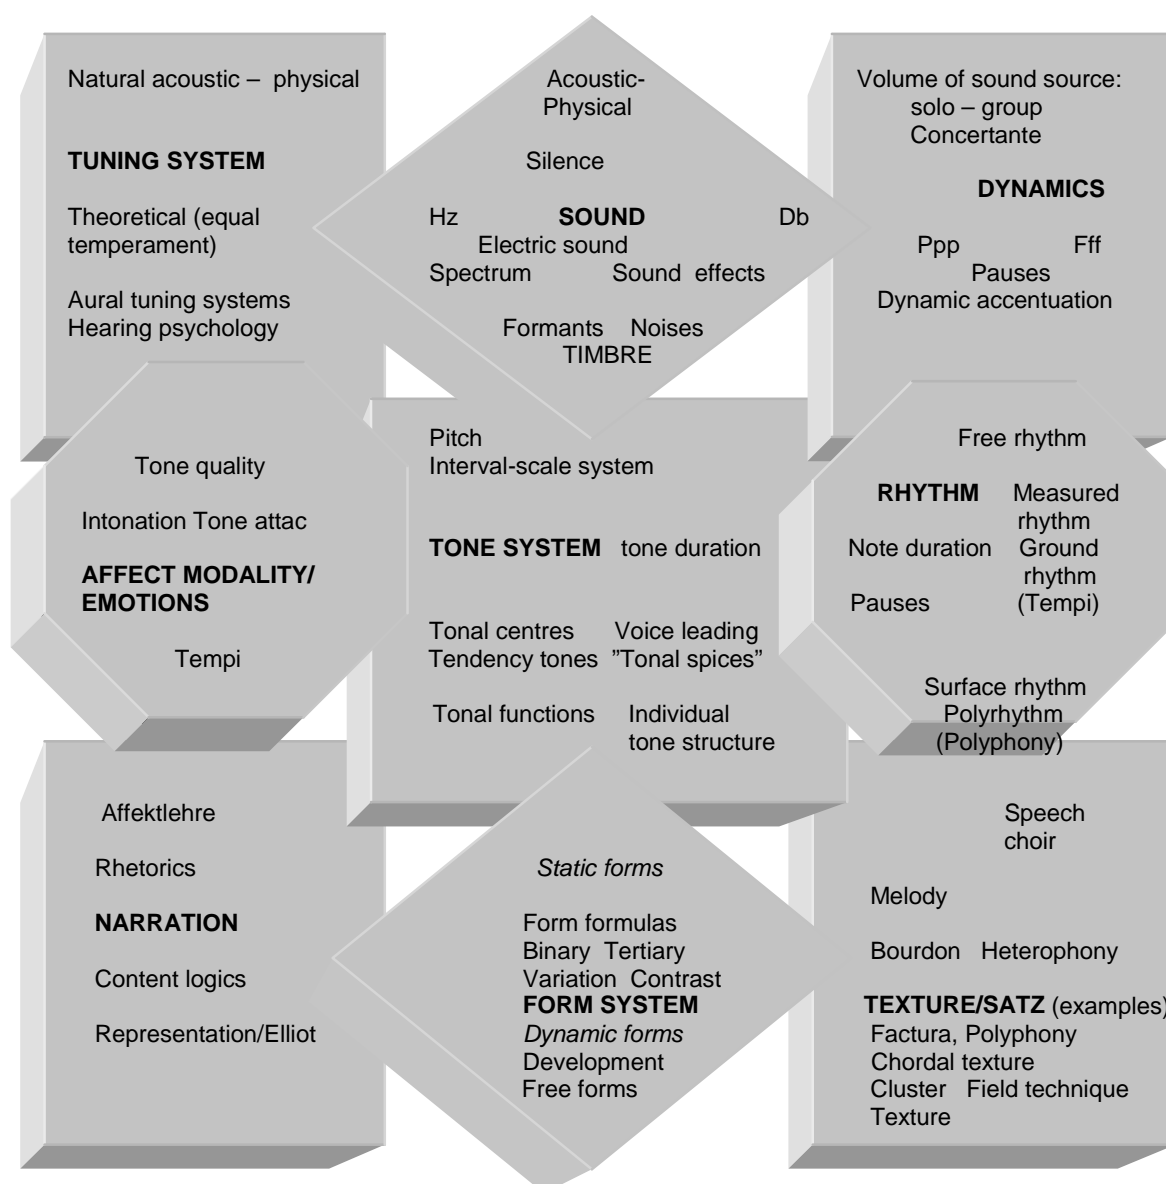 Natural acoustic – physical
TUNING SYSTEM
Theoretical (equal
temperament)
Aural tuning systems
Hearing psychology
Acoustic-
Physical
Silence
Hz SOUND Db
Electric sound
Spectrum Sound effects
Formants Noises
TIMBRE
Volume of sound source:
solo – group
Concertante
DYNAMICS
Ppp Fff
Pauses
Dynamic accentuation
Tone quality
Intonation Tone attac
AFFECT MODALITY/
EMOTIONS
Tempi
Pitch
Interval-scale system
TONE SYSTEM tone duration
Tonal centres Voice leading
Tendency tones ”Tonal spices”
Tonal functions Individual
tone structure
Free rhythm
RHYTHM Measured
rhythm
Note duration Ground
rhythm
Pauses (Tempi)
Surface rhythm
Polyrhythm
(Polyphony)
Affektlehre
Rhetorics
NARRATION
Content logics
Representation/Elliot
Static forms
Form formulas
Binary Tertiary
Variation Contrast
FORM SYSTEM
Dynamic forms
Development
Free forms
Speech
choir
Melody
Bourdon Heterophony
TEXTURE/SATZ (examples)
Factura, Polyphony
Chordal texture
Cluster Field technique
Texture